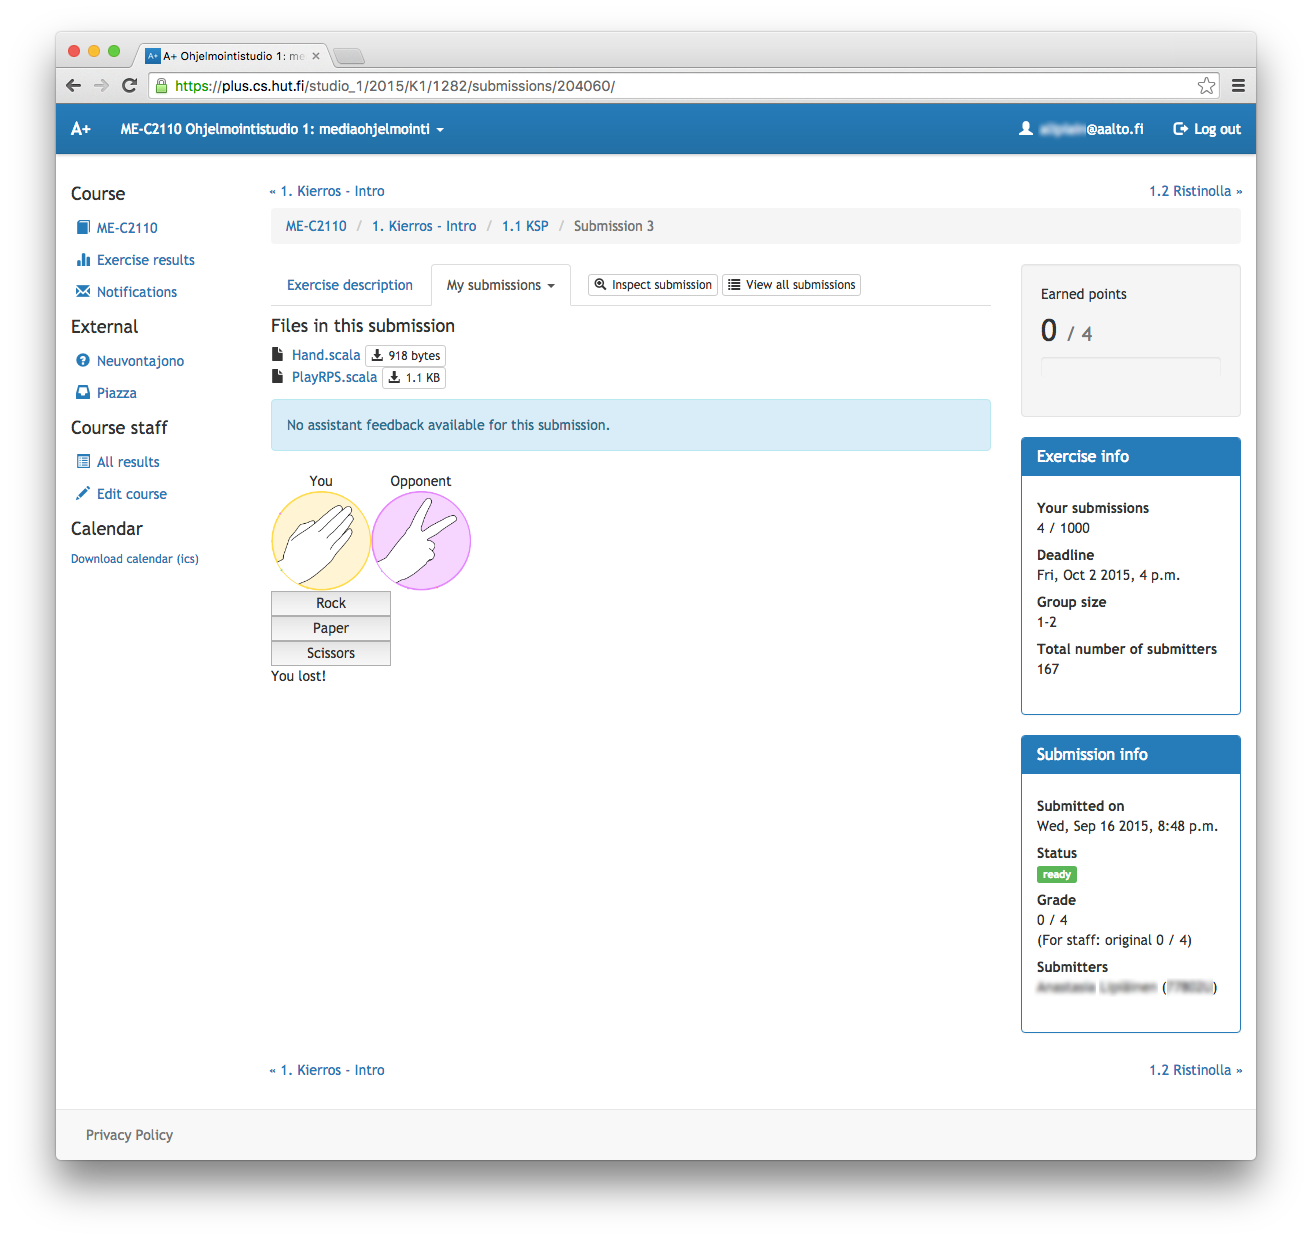 A+ Ohjelmointistudio 1: me
https://plus.cs.hut.fi/studio_1/2015/K1/1282/submissions/204060/
A+ ME-C2110 Ohjelmointistudio 1: mediaohjelmointi @aalto.fi Log out
Course
ME-C2110
Exercise results
Notifications
External
Neuvontajono
Piazza
Course staff
All results
Edit course
Calendar
Download calendar (ics)
« 1. Kierros - Intro 1.2 Ristinolla »
ME-C2110 / 1. Kierros - Intro / 1.1 KSP / Submission 3
Exercise description My submissions Inspect submission View all submissions
Files in this submission
Hand.scala 918 bytes
PlayRPS.scala 1.1 KB
No assistant feedback available for this submission.
You Opponent
Rock
Paper
Scissors
You lost!
Earned points
0 / 4
Exercise info
Your submissions
4 / 1000
Deadline
Fri, Oct 2 2015, 4 p.m.
Group size
1-2
Total number of submitters
167
Submission info
Submitted on
Wed, Sep 16 2015, 8:48 p.m.
Status
ready
Grade
0 / 4
(For staff: original 0 / 4)
Submitters
« 1. Kierros - Intro 1.2 Ristinolla »
Privacy Policy